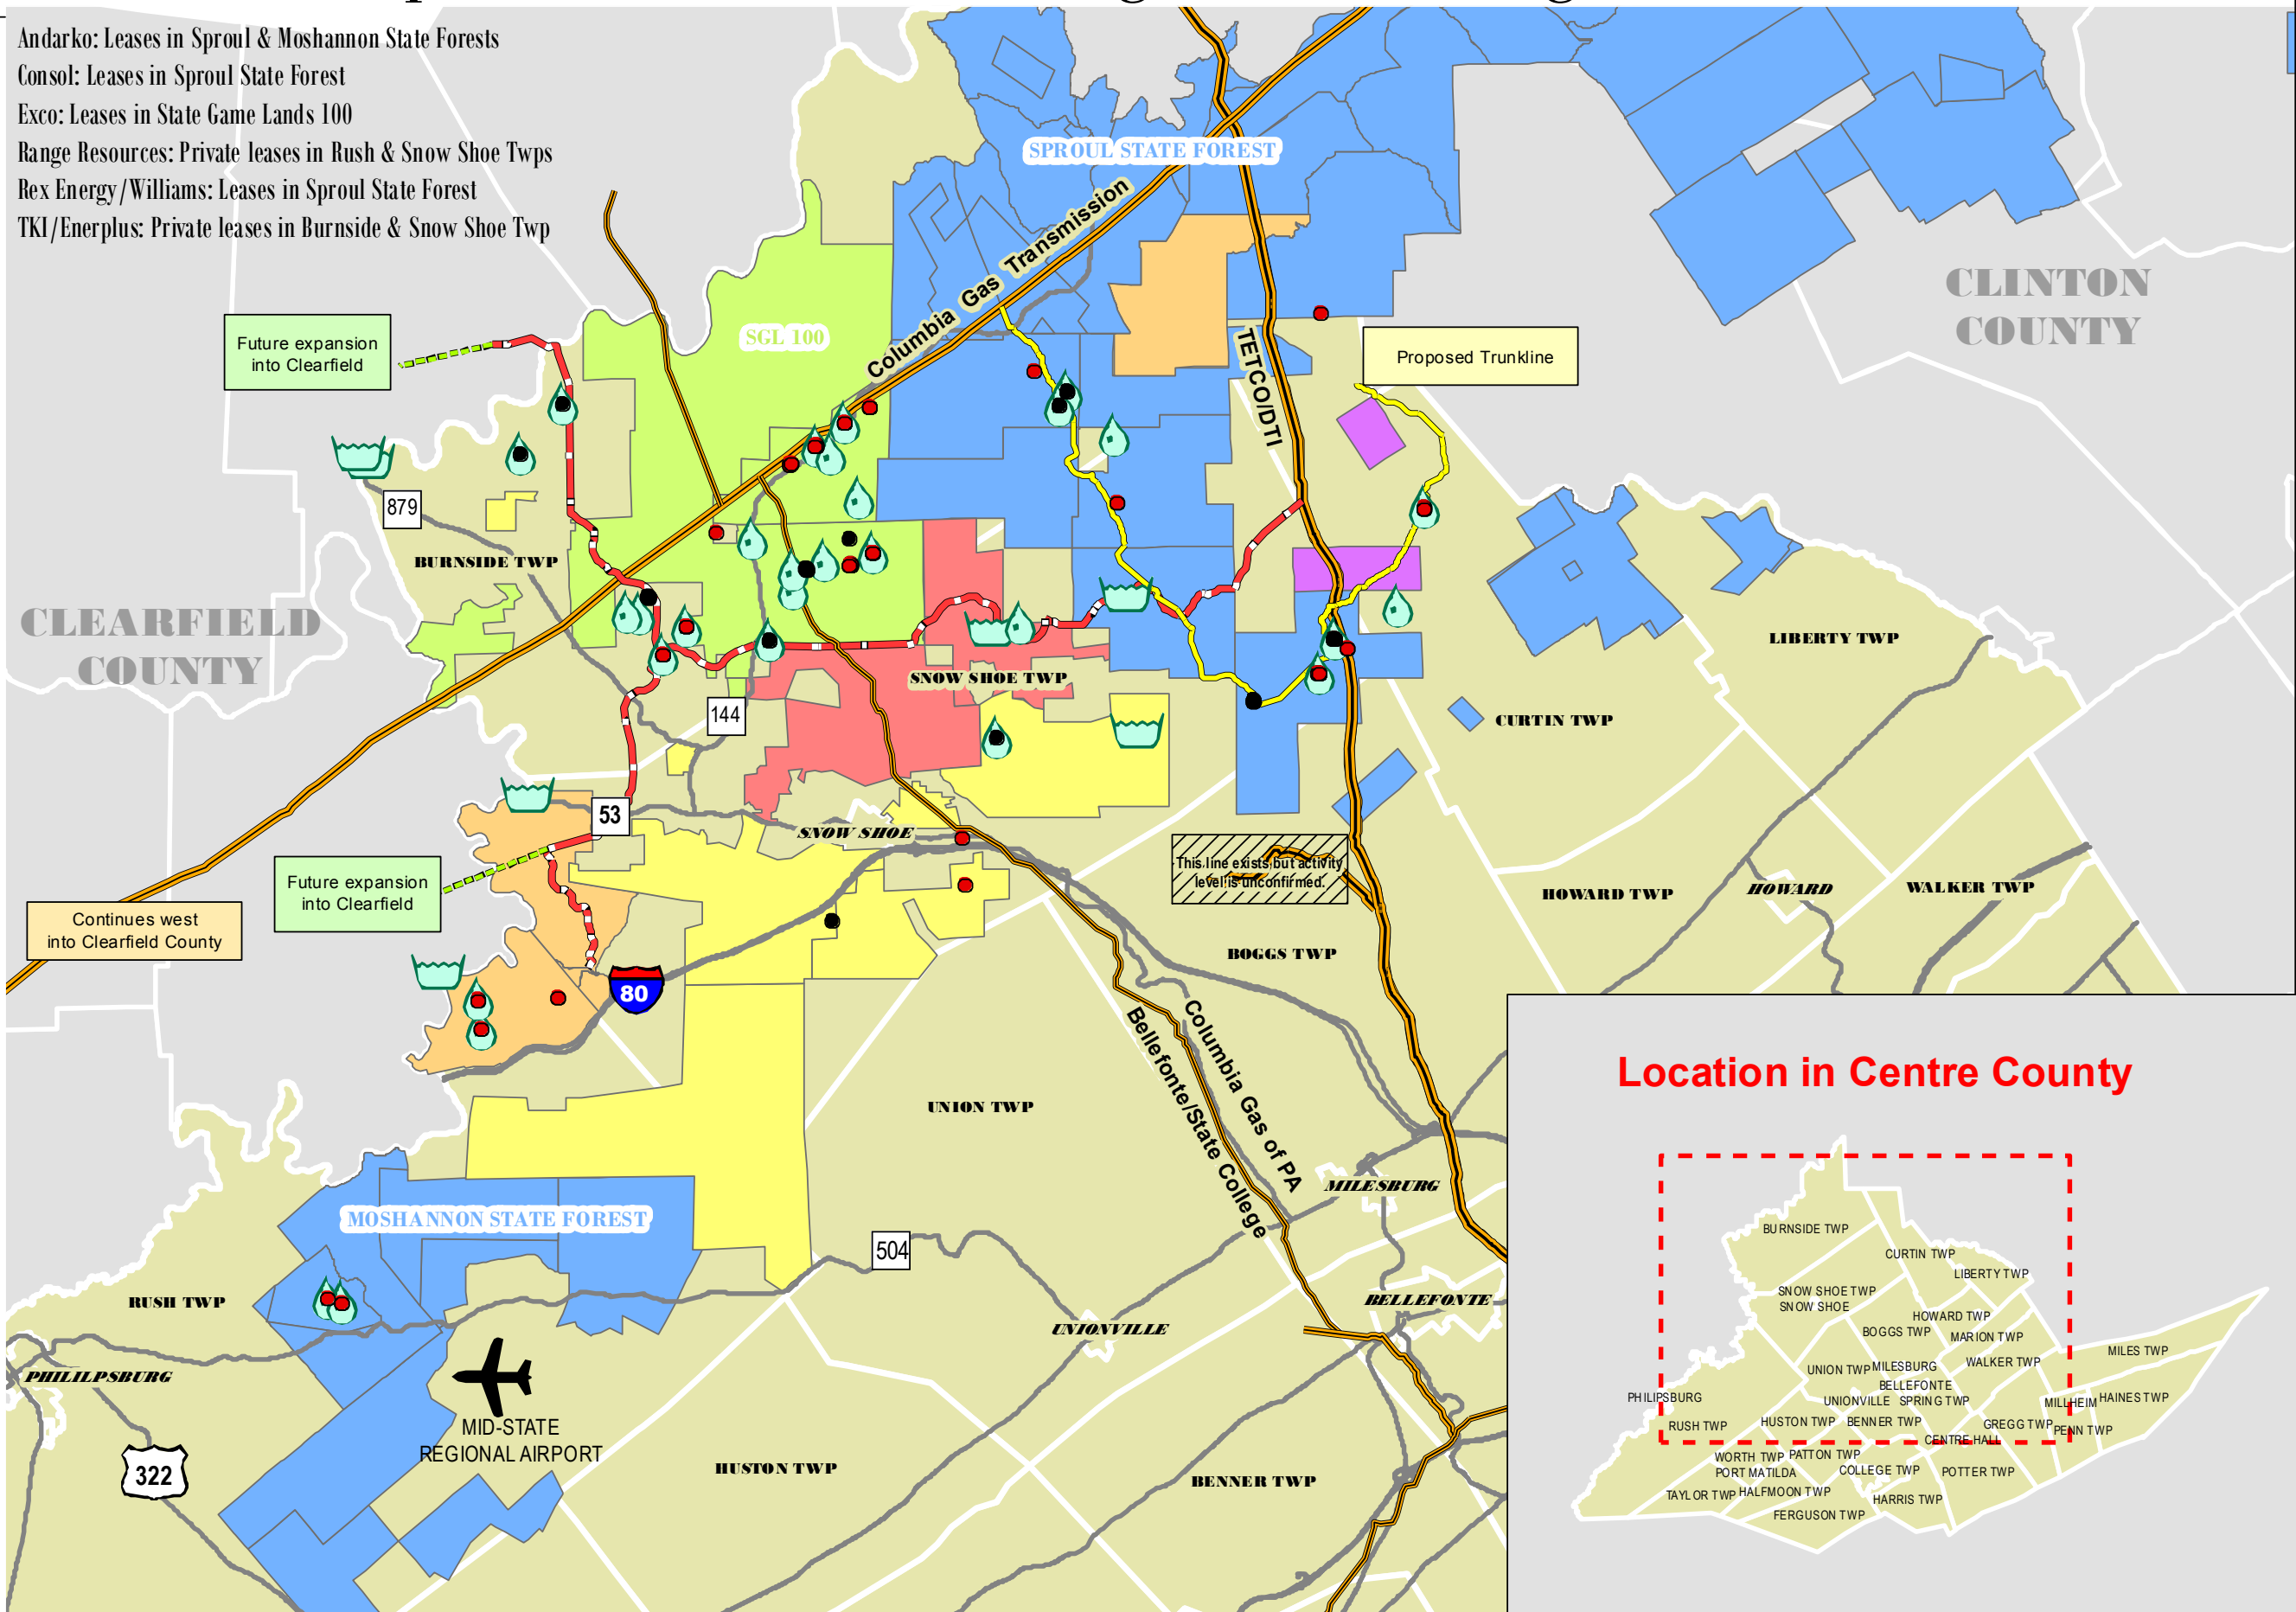 Andarko: Leases in Sproul & Moshannon State Forests
Consol: Leases in Sproul State Forest
Exco: Leases in State Game Lands 100
Range Resources: Private leases in Rush & Snow Shoe Twps
Rex Energy/Williams: Leases in Sproul State Forest
TKI/Enerplus: Private leases in Burnside & Snow Shoe Twp
SPROUL STATE FOREST
Columbia Gas Transmission
CLINTON
COUNTY
SGL 100
Future expansion
into Clearfield
TETCO/DTI
Proposed Trunkline
879
BURNSIDE TWP
CLEARFIELD
COUNTY
LIBERTY TWP
SNOW SHOE TWP
144
CURTIN TWP
53
SNOW SHOE
This line exists but activity
level is unconfirmed.
Future expansion
into Clearfield
HOWARD TWP
HOWARD
WALKER TWP
Continues west
into Clearfield County
BOGGS TWP
80
Columbia Gas of PA
Bellefonte/State College
UNION TWP
MILESBURG
MOSHANNON STATE FOREST
504
RUSH TWP
BELLEFONTE
UNIONVILLE
PHILILPSBURG
MID-STATE
REGIONAL AIRPORT
322
HUSTON TWP
BENNER TWP
Location in Centre County
BURNSIDE TWP
CURTIN TWP
LIBERTY TWP
SNOW SHOE TWP
SNOW SHOE
HOWARD TWP
BOGGS TWP
MARION TWP
MILES TWP
UNION TWP
MILESBURG
WALKER TWP
BELLEFONTE
PHILIPSBURG
UNIONVILLE
SPRING TWP
MILLHEIM
HAINES TWP
RUSH TWP
HUSTON TWP
BENNER TWP
GREGG TWP
PENN TWP
CENTRE HALL
WORTH TWP
PATTON TWP
PORT MATILDA
COLLEGE TWP
POTTER TWP
TAYLOR TWP
HALFMOON TWP
HARRIS TWP
FERGUSON TWP